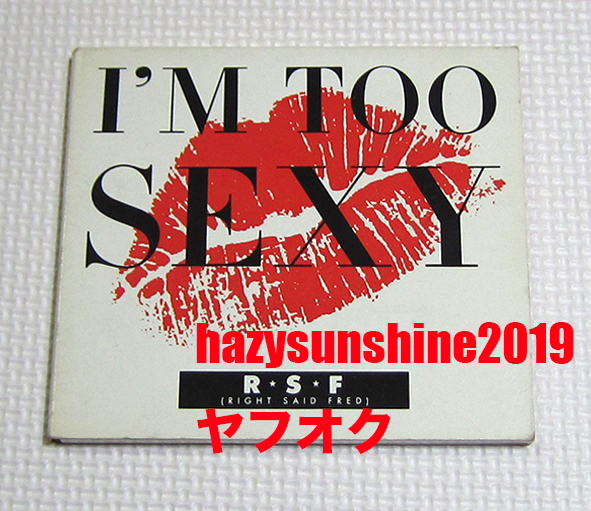 I'M TOO
SEXY
hazysunshine2019
R★S★F
(RIGHT SAID FRED)
ヤフオク